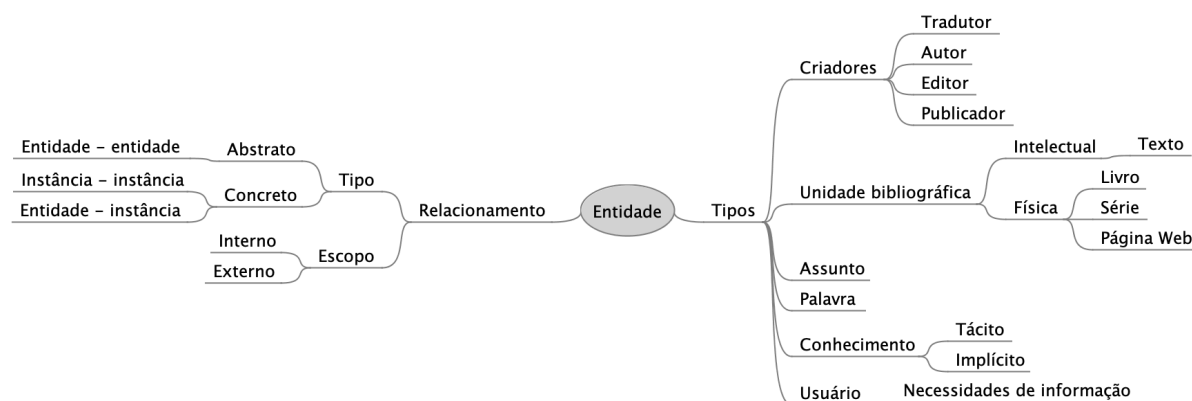 Entidade
Relacionamento
Tipo
Abstrato
Entidade - entidade
Concreto
Instância - instância
Entidade - instância
Escopo
Interno
Externo
Tipos
Criadores
Tradutor
Autor
Editor
Publicador
Unidade bibliográfica
Intelectual
Texto
Física
Livro
Série
Página Web
Assunto
Palavra
Conhecimento
Tácito
Implícito
Usuário
Necessidades de informação